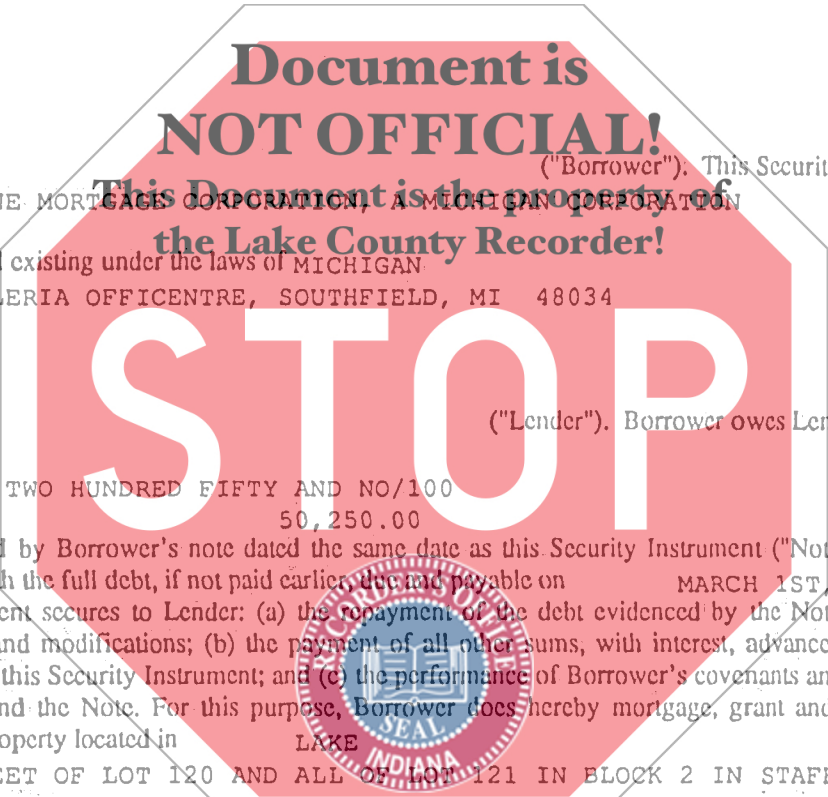 Document is
NOT OFFICIAL!
("Borrower"). This Securit
This Document is the property of
NE MORTGAGE CORPORATION, A MICHIGAN CORPORATION
the Lake County Recorder!
existing under the laws of MICHIGAN
LERIA OFFICENTRE, SOUTHFIELD, MI 48034
STOP
("Lender"). Borrower owes Len
TWO HUNDRED FIFTY AND NO/100
50,250.00
d by Borrower's note dated the same date as this Security Instrument ("Not
h the full debt, if not paid earlier, due and payable on MARCH 1ST,
ent secures to Lender: (a) the repayment of the debt evidenced by the Not
and modifications; (b) the payment of all other sums, with interest, advance
this Security Instrument; and (c) the performance of Borrower's covenants an
nd the Note. For this purpose, Borrower does hereby mortgage, grant and
operty located in LAKE
EET OF LOT 120 AND ALL OF LOT 121 IN BLOCK 2 IN STAF
RECORDER'S OFFICE
SEAL
INDIANA